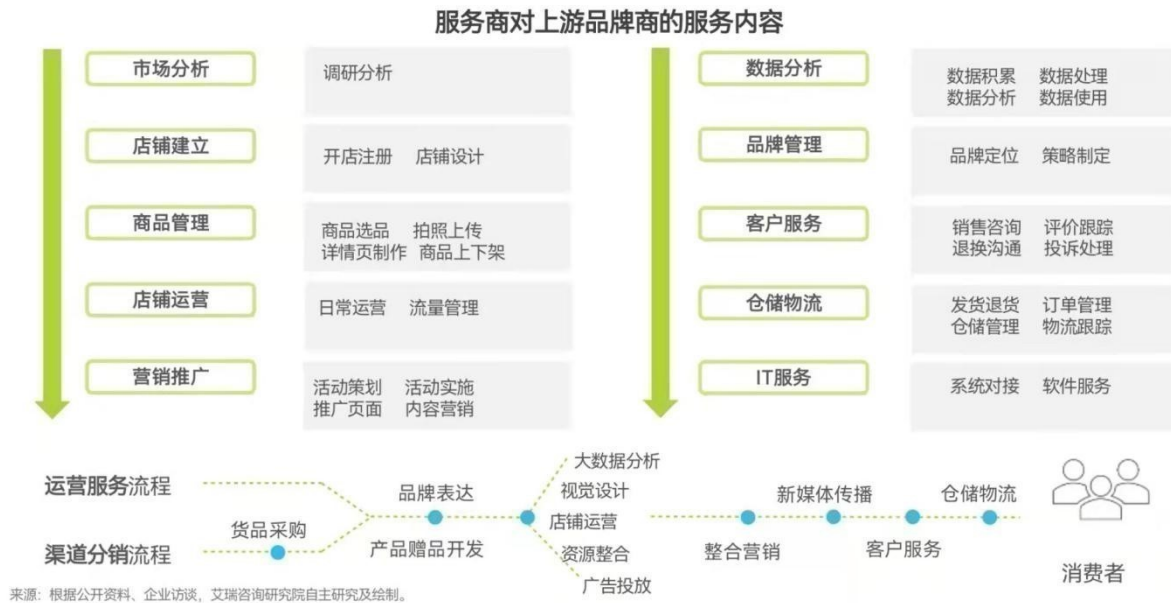 服务商对上游品牌商的服务内容
市场分析
调研分析
店铺建立
开店注册 店铺设计
商品管理
商品选品 拍照上传
详情页制作 商品上下架
店铺运营
日常运营 流量管理
营销推广
活动策划 活动实施
推广页面 内容营销
数据分析
数据积累 数据处理
数据分析 数据使用
品牌管理
品牌定位 策略制定
客户服务
销售咨询 评价跟踪
退换沟通 投诉处理
仓储物流
发货退货 订单管理
仓储管理 物流跟踪
IT服务
系统对接 软件服务
运营服务流程
渠道分销流程
货品采购
品牌表达
产品赠品开发
大数据分析
视觉设计
店铺运营
资源整合
广告投放
整合营销
新媒体传播
客户服务
仓储物流
消费者
来源：根据公开资料、企业访谈，艾瑞咨询研究院自主研究及绘制。